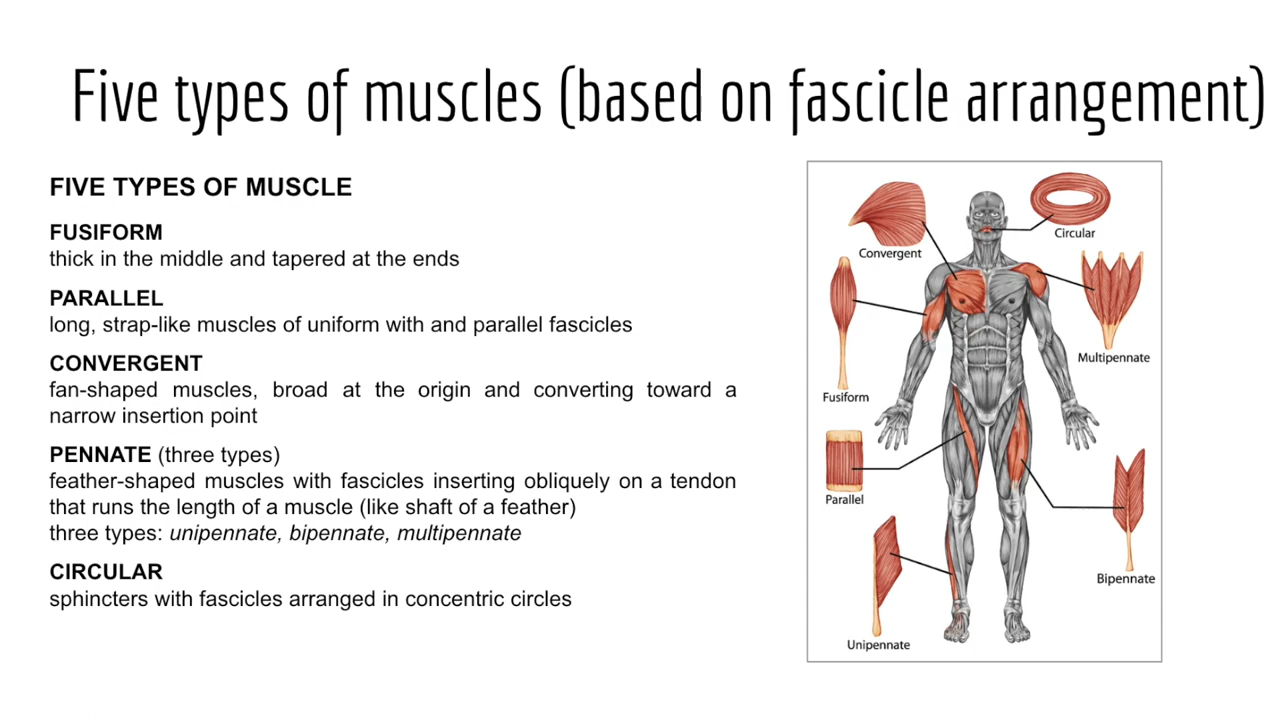 Five types of muscles (based on fascicle arrangement)
FIVE TYPES OF MUSCLE
FUSIFORM
thick in the middle and tapered at the ends
PARALLEL
long, strap-like muscles of uniform with and parallel fascicles
CONVERGENT
fan-shaped muscles, broad at the origin and converting toward a
narrow insertion point
PENNATE (three types)
feather-shaped muscles with fascicles inserting obliquely on a tendon
that runs the length of a muscle (like shaft of a feather)
three types: unipennate, bipennate, multipennate
CIRCULAR
sphincters with fascicles arranged in concentric circles
Circular
Convergent
Multipennate
Fusiform
Parallel
Bipennate
Unipennate